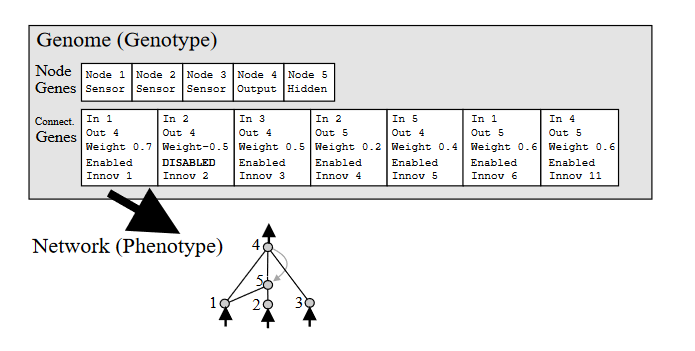 Genome (Genotype)
Node Genes
Node 1 Node 2 Node 3 Node 4 Node 5
Sensor Sensor Sensor Output Hidden
Connect. Genes
In 1 In 2 In 3 In 2 In 5 In 1 In 4
Out 4 Out 4 Out 4 Out 5 Out 4 Out 5 Out 5
Weight 0.7 Weight-0.5 Weight 0.5 Weight 0.2 Weight 0.4 Weight 0.6 Weight 0.6
Enabled DISABLED Enabled Enabled Enabled Enabled Enabled
Innov 1 Innov 2 Innov 3 Innov 4 Innov 5 Innov 6 Innov 11
Network (Phenotype)
4
5
1 2 3